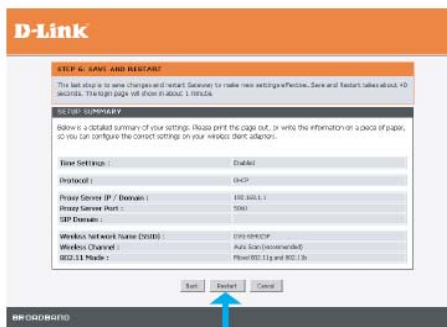 D-Link
STEP 6: SAVE AND RESTART
The last step is to save changes and restart Gateway to make new settings effective. Save and Restart takes about 40
seconds. The login page will show in about 1 minute.
SETUP SUMMARY
Below is a detailed summary of your settings. Please print this page out, or write the information on a piece of paper,
so you can configure the correct settings on your wireless client adapters.
Time Settings : Enabled
Protocol : DHCP
Proxy Server IP / Domain : 192.168.1.1
Proxy Server Port : 5060
SIP Domain :
Wireless Network Name (SSID) :
Wireless Channel : Auto Scan (recommended)
802.11 Mode : Mixed 802.11g and 802.11b
Back Restart Cancel
BROADBAND